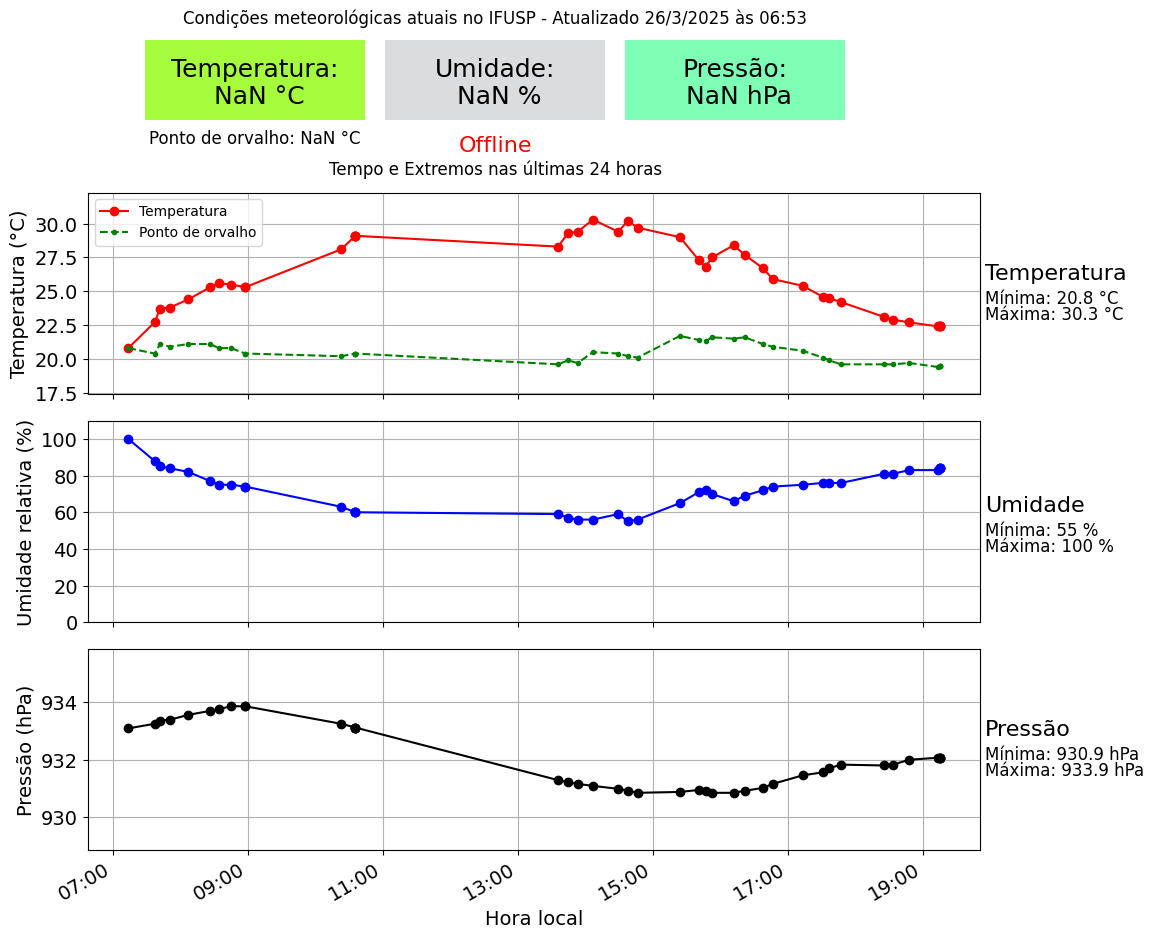 Condições meteorológicas atuais no IFUSP - Atualizado 26/3/2025 às 06:53
Temperatura:
NaN °C
Umidade:
NaN %
Pressão:
NaN hPa
Ponto de orvalho: NaN °C
Offline
Tempo e Extremos nas últimas 24 horas
Temperatura (°C)
30.0
27.5
25.0
22.5
20.0
17.5
Temperatura
Ponto de orvalho
Temperatura
Mínima: 20.8 °C
Máxima: 30.3 °C
Umidade relativa (%)
100
80
60
40
20
0
Umidade
Mínima: 55 %
Máxima: 100 %
Pressão (hPa)
934
932
930
Pressão
Mínima: 930.9 hPa
Máxima: 933.9 hPa
07:00
09:00
11:00
13:00
15:00
17:00
19:00
Hora local